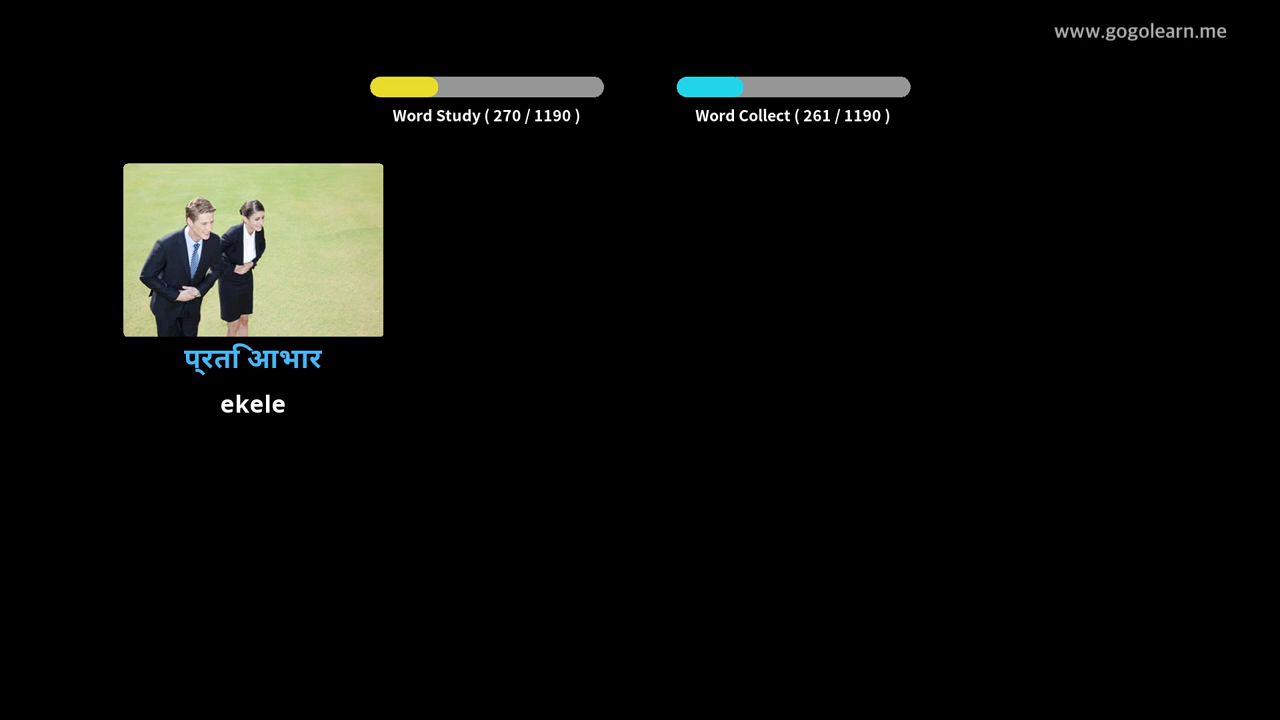 www.gogolearn.me
Word Study ( 270 / 1190 )
Word Collect ( 261 / 1190 )
प्रति आभार
ekele